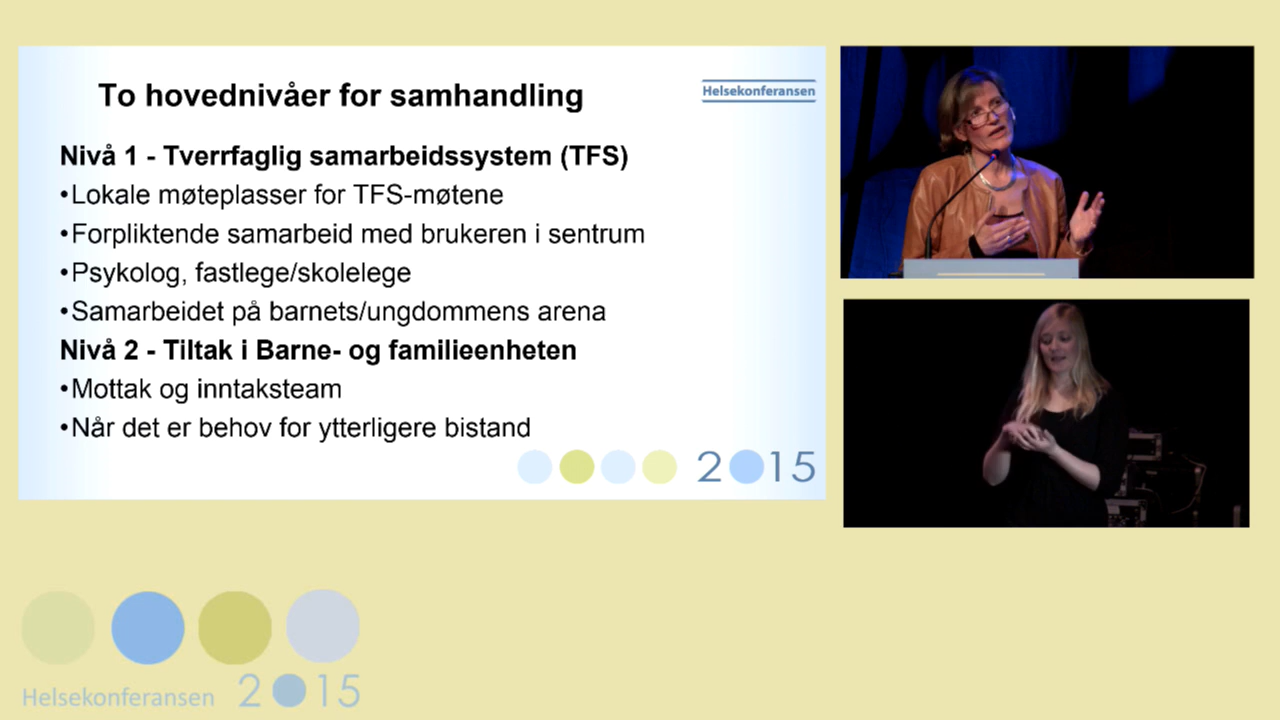 To hovednivåer for samhandling
Helsekonferansen
Nivå 1 - Tverrfaglig samarbeidssystem (TFS)
•Lokale møteplasser for TFS-møtene
•Forpliktende samarbeid med brukeren i sentrum
•Psykolog, fastlege/skolelege
•Samarbeidet på barnets/ungdommens arena
Nivå 2 - Tiltak i Barne- og familieenheten
•Mottak og inntaksteam
•Når det er behov for ytterligere bistand
2015
Helsekonferansen 2015